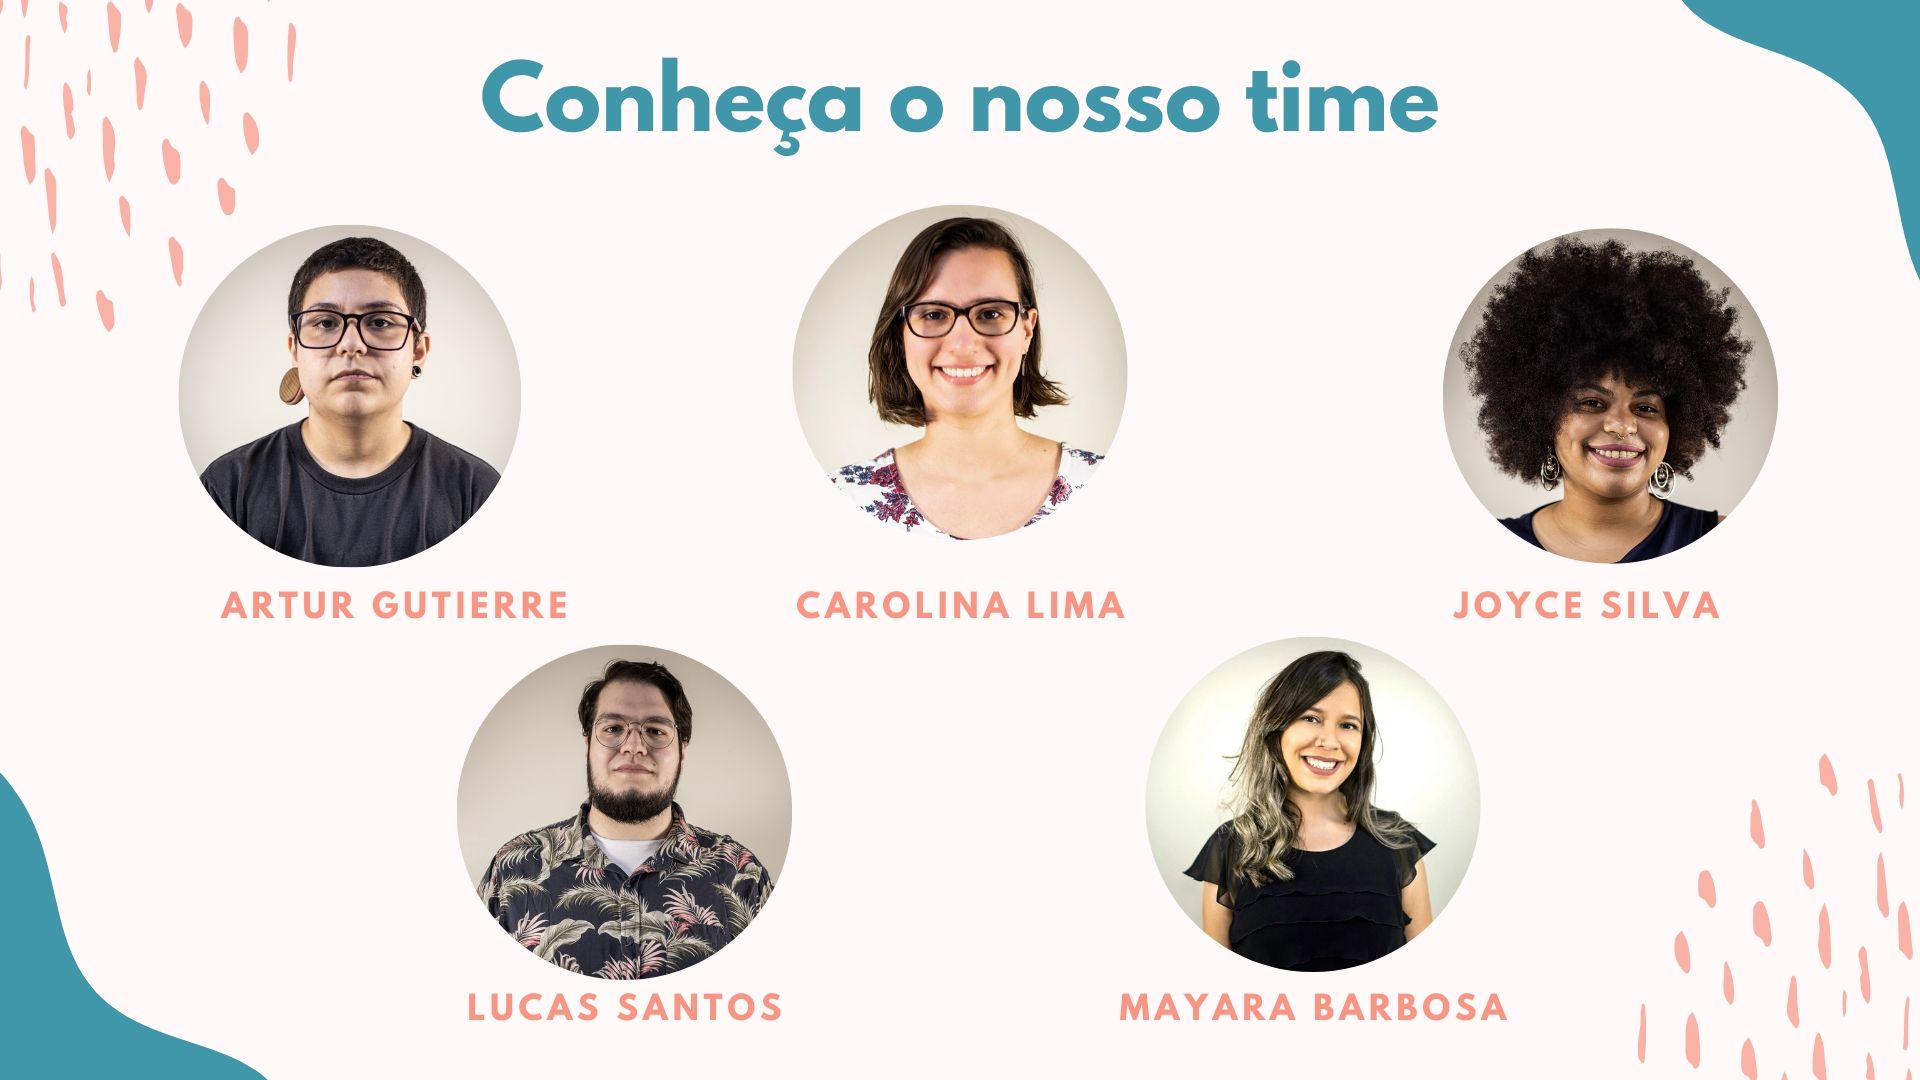 Conheça o nosso time
ARTUR GUTIERRE
CAROLINA LIMA
JOYCE SILVA
LUCAS SANTOS
MAYARA BARBOSA